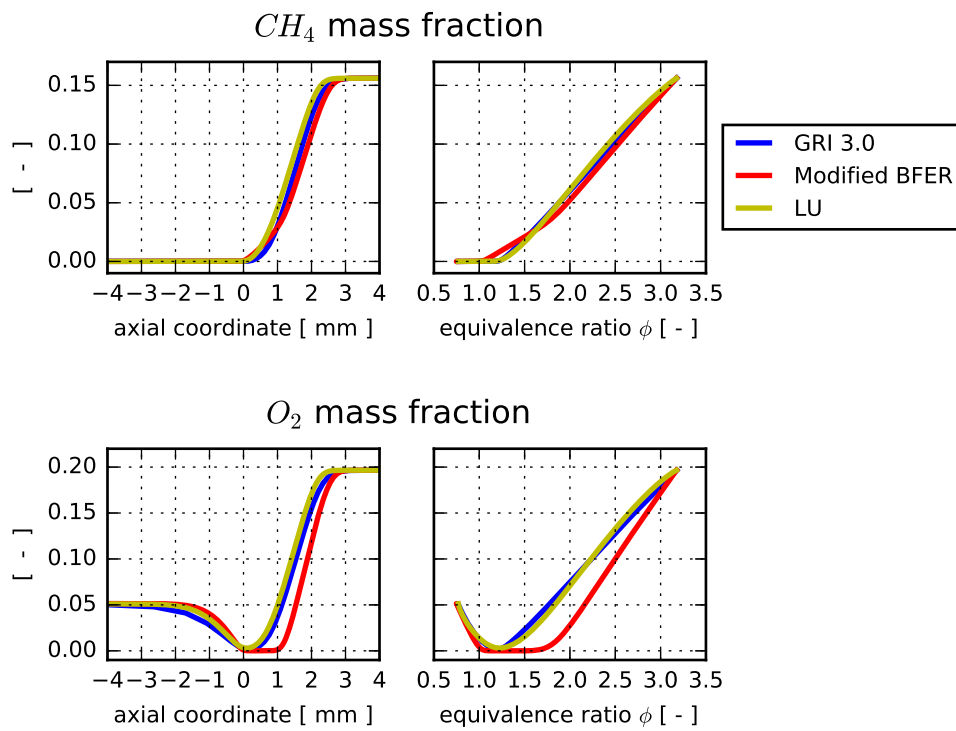 CH4 mass fraction
0.15
0.10
0.05
0.00
[ - ]
−4 −3 −2 −1 0 1 2 3 4
axial coordinate [ mm ]
0.5 1.0 1.5 2.0 2.5 3.0 3.5
equivalence ratio ϕ [ - ]
GRI 3.0
Modified BFER
LU
O2 mass fraction
0.20
0.15
0.10
0.05
0.00
[ - ]
−4 −3 −2 −1 0 1 2 3 4
axial coordinate [ mm ]
0.5 1.0 1.5 2.0 2.5 3.0 3.5
equivalence ratio ϕ [ - ]